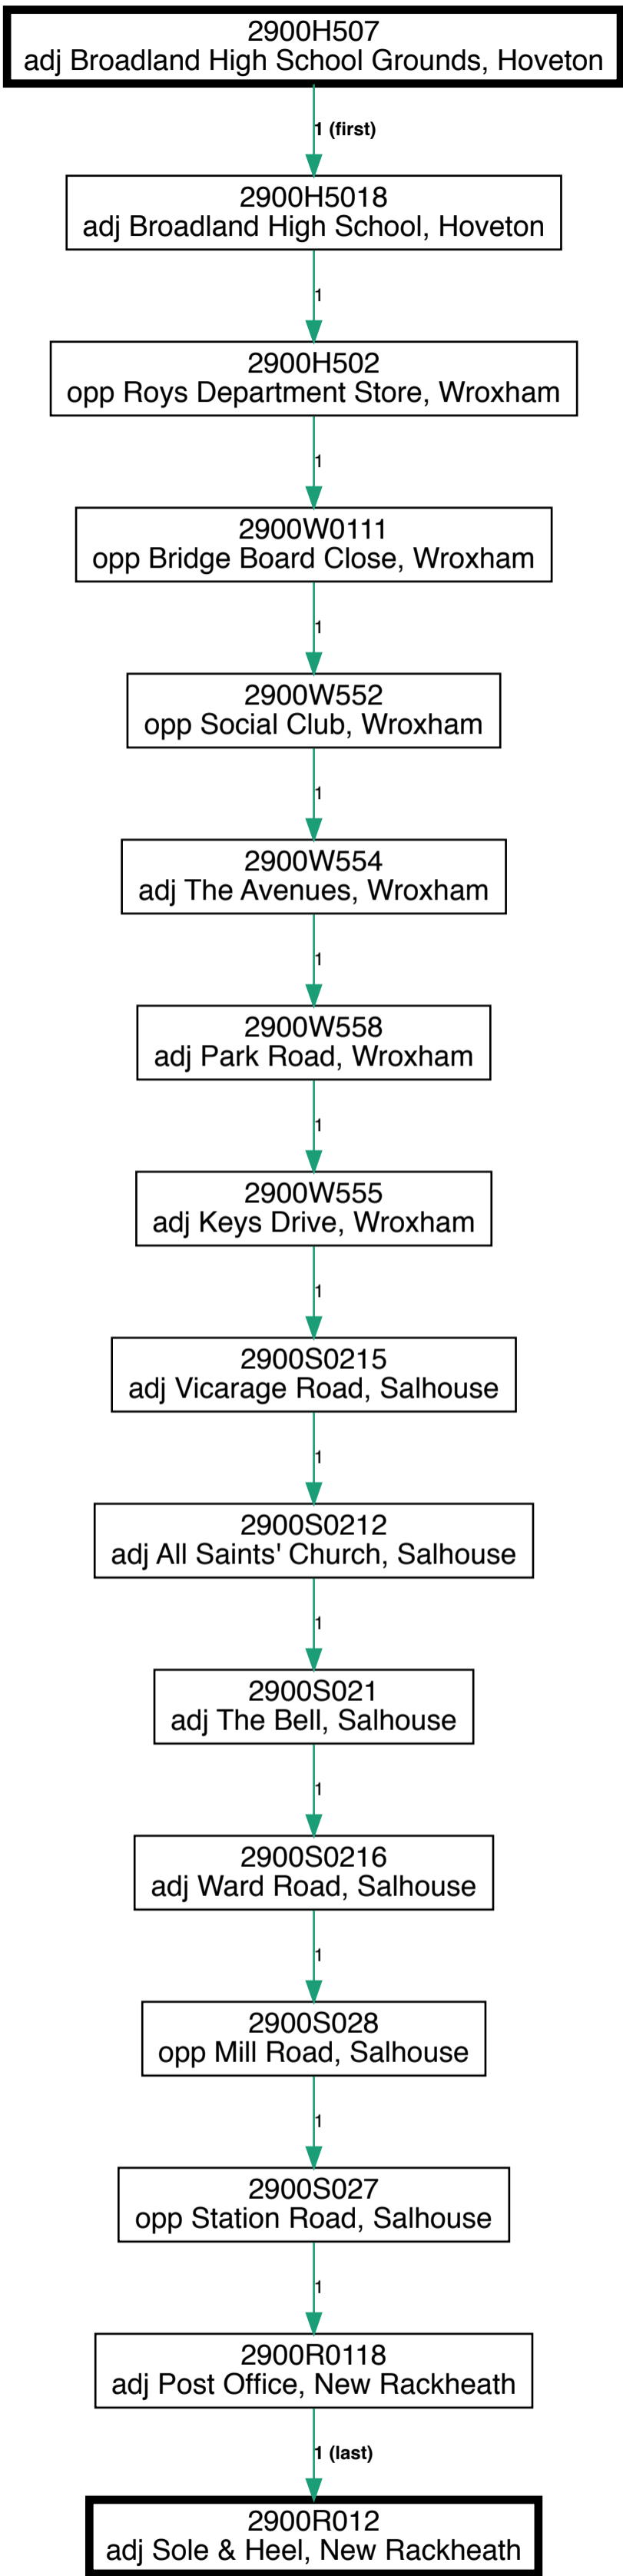 2900H507
adj Broadland High School Grounds, Hoveton
1 (first)
2900H5018
adj Broadland High School, Hoveton
1
2900H502
opp Roys Department Store, Wroxham
1
2900W0111
opp Bridge Board Close, Wroxham
1
2900W552
opp Social Club, Wroxham
1
2900W554
adj The Avenues, Wroxham
1
2900W558
adj Park Road, Wroxham
1
2900W555
adj Keys Drive, Wroxham
1
2900S0215
adj Vicarage Road, Salhouse
1
2900S0212
adj All Saints' Church, Salhouse
1
2900S021
adj The Bell, Salhouse
1
2900S0216
adj Ward Road, Salhouse
1
2900S028
opp Mill Road, Salhouse
1
2900S027
opp Station Road, Salhouse
1
2900R0118
adj Post Office, New Rackheath
1 (last)
2900R012
adj Sole & Heel, New Rackheath